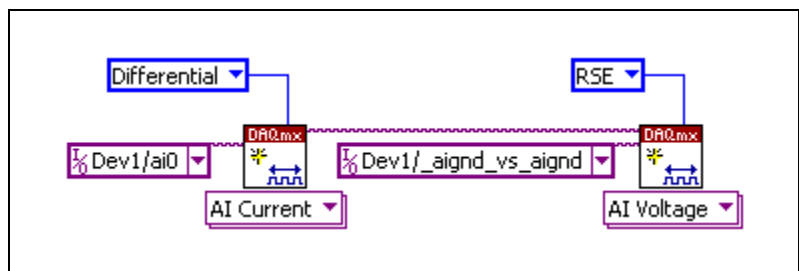 Differential
RSE
DAQmx
DAQmx
Dev1/ai0
Dev1/_aignd_vs_aignd
AI Current
AI Voltage